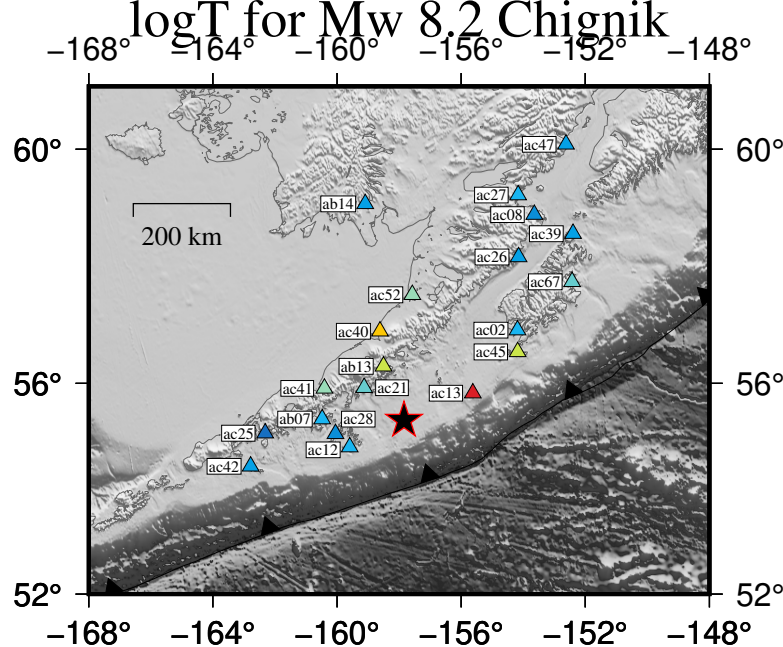 logT for Mw 8.2 Chignik
−168° −164° −160° −156° −152° −148°
60° 60°
ac47
ac27
ab14
ac08
ac39
200 km
ac26
ac67
ac52
ac40
ac02
ac45
ab13
56° 56°
ac41
ac21
ac13
ab07
ac28
ac25
ac12
ac42
52° 52°
−168° −164° −160° −156° −152° −148°